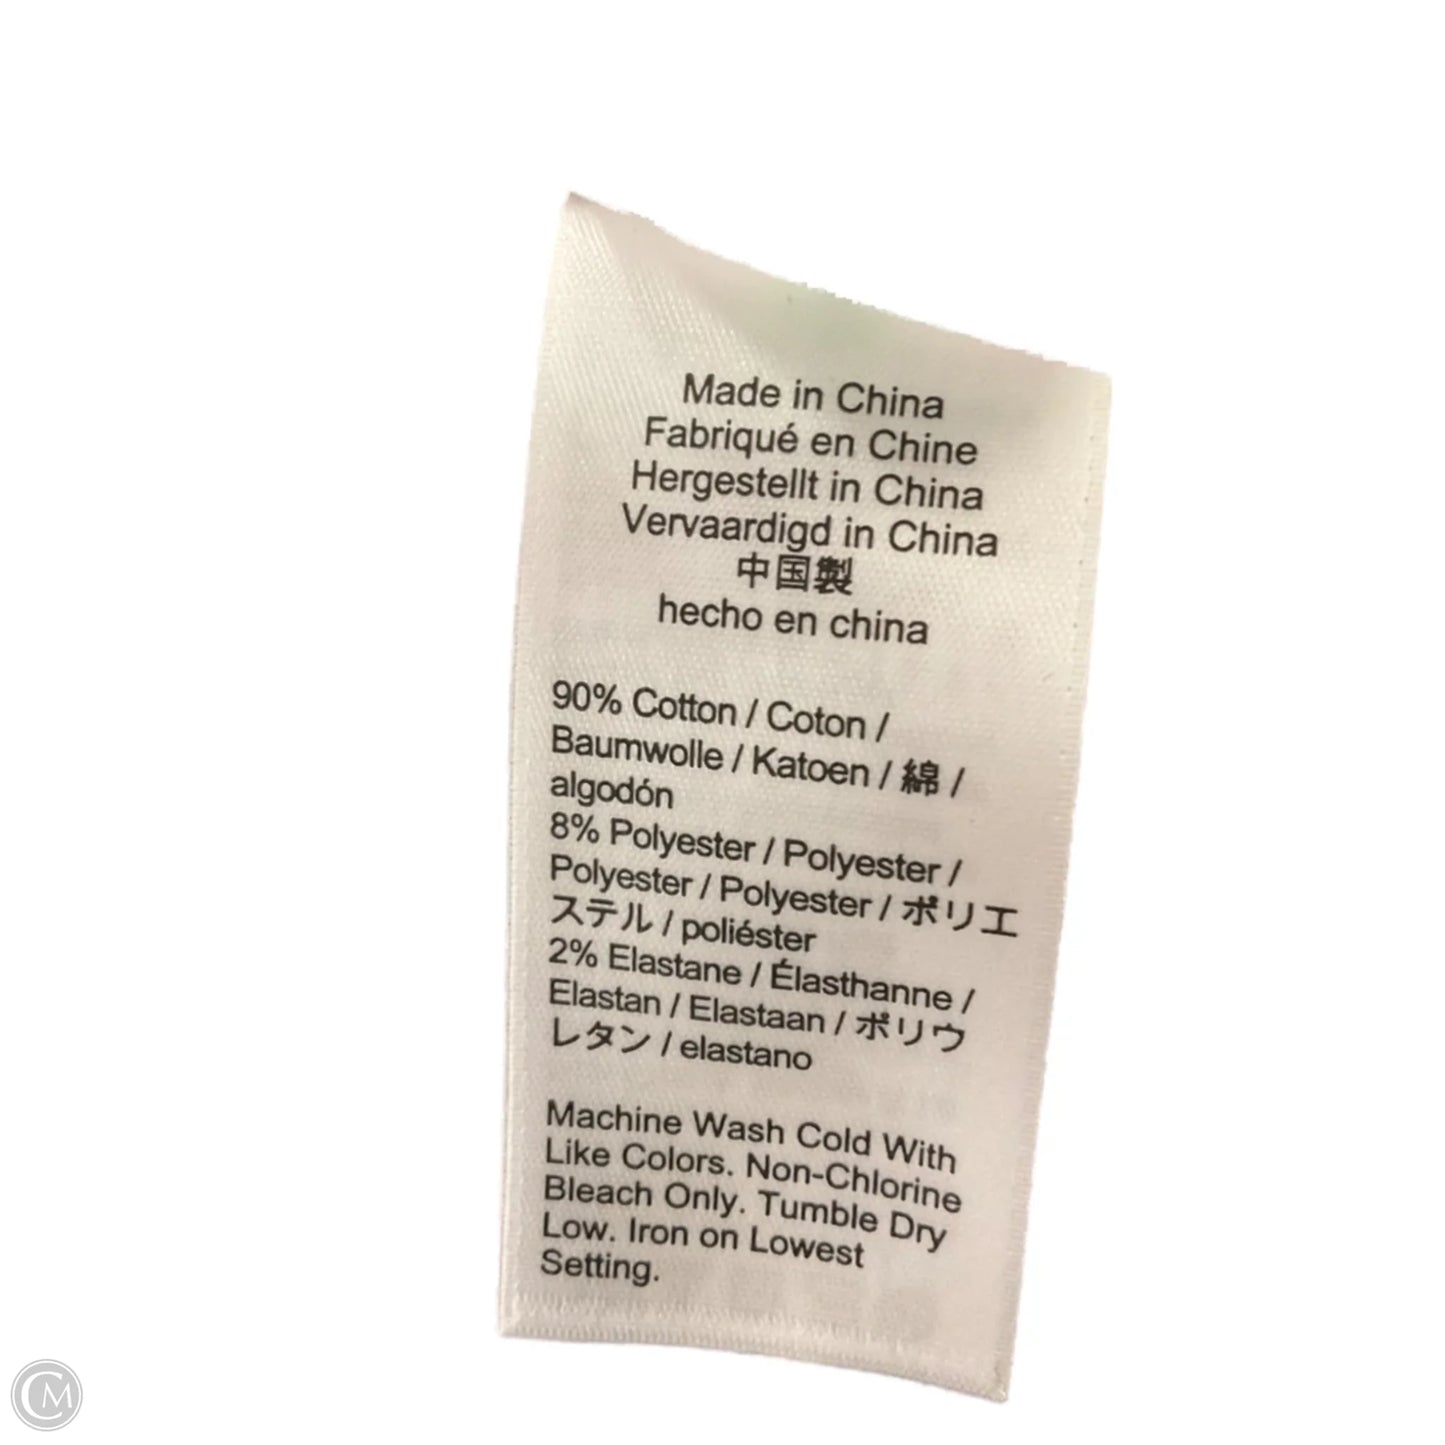 Made in China
Fabriqué en Chine
Hergestellt in China
Vervaardigd in China
中国製
hecho en china
90% Cotton / Coton /
Baumwolle / Katoen / 綿 /
algodón
8% Polyester / Polyester /
Polyester / Polyester / ポリエ
ステル / poliéster
2% Elastane / Élasthanne /
Elastan / Elastaan / ポリウ
レタン / elastano
Machine Wash Cold With
Like Colors. Non-Chlorine
Bleach Only. Tumble Dry
Low. Iron on Lowest
Setting.
CM